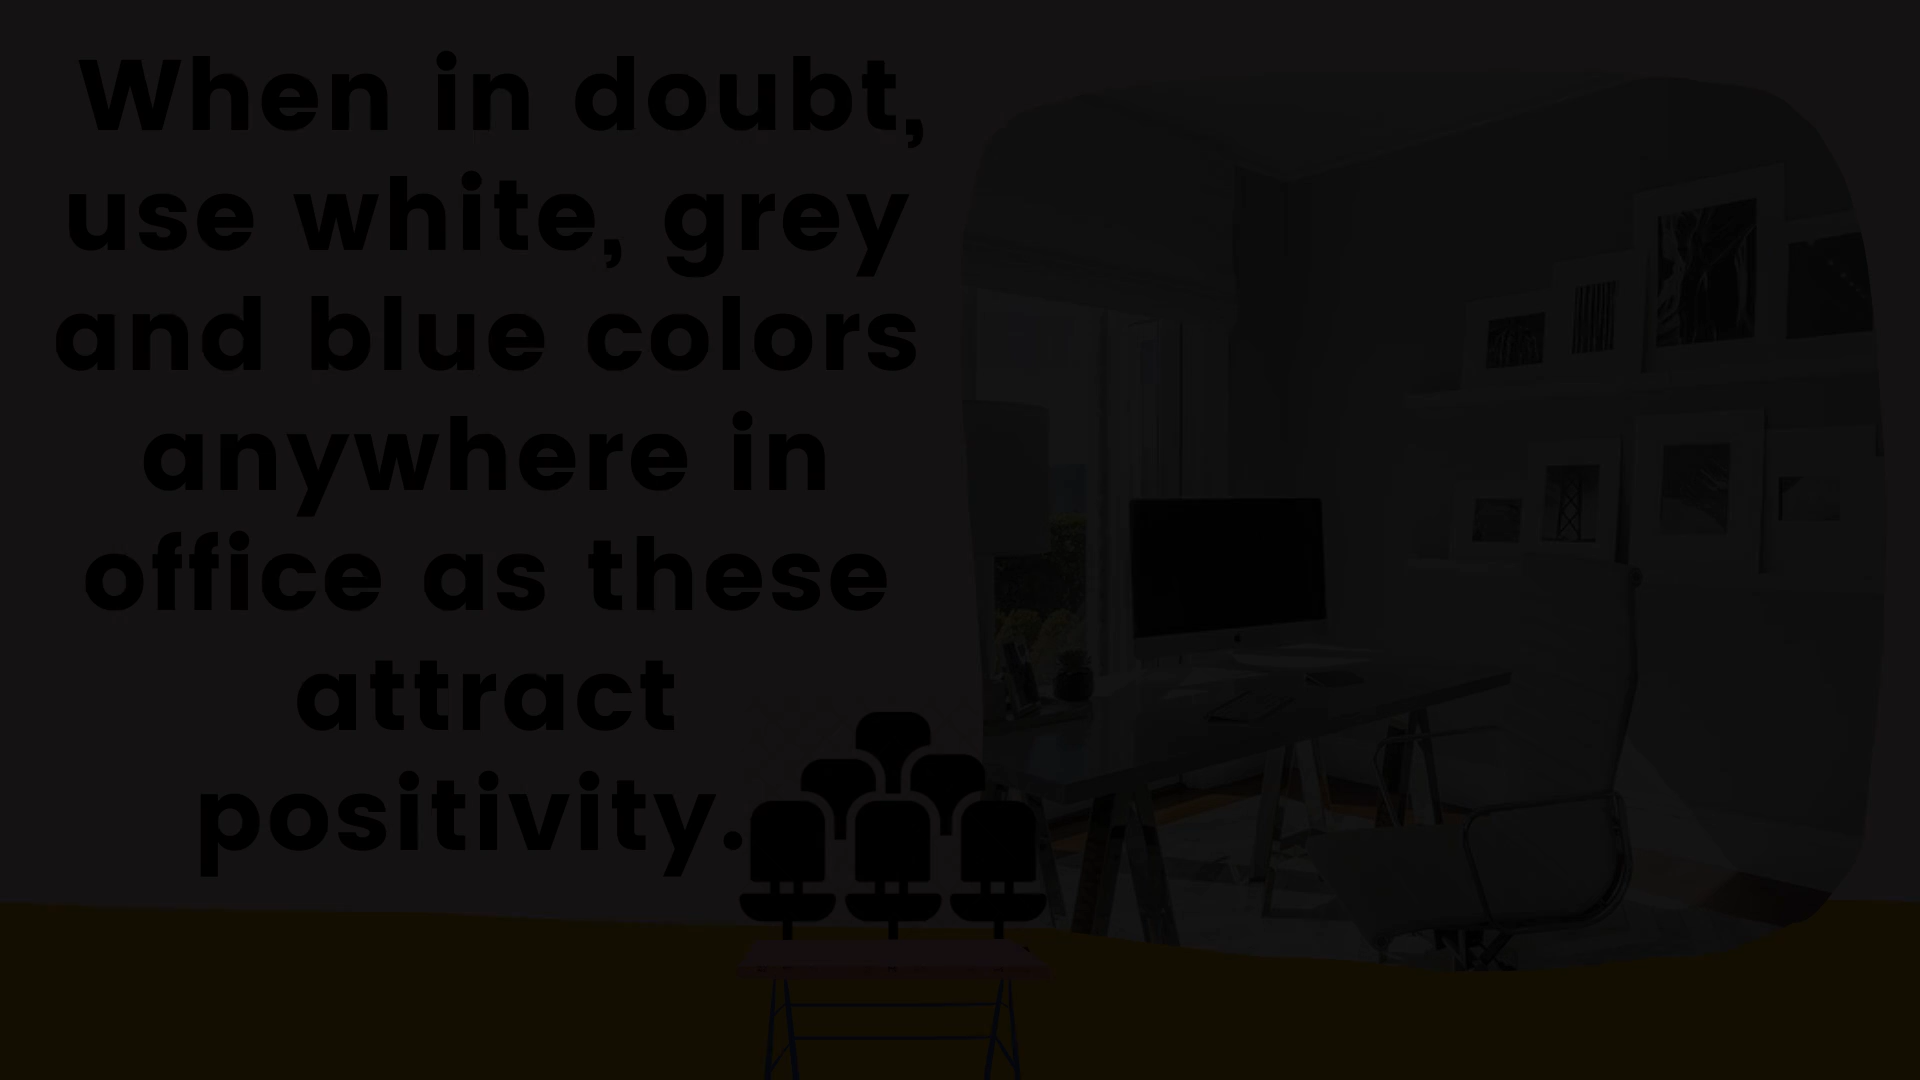 When in doubt,
use white, grey
and blue colors
anywhere in
office as these
attract
positivity.